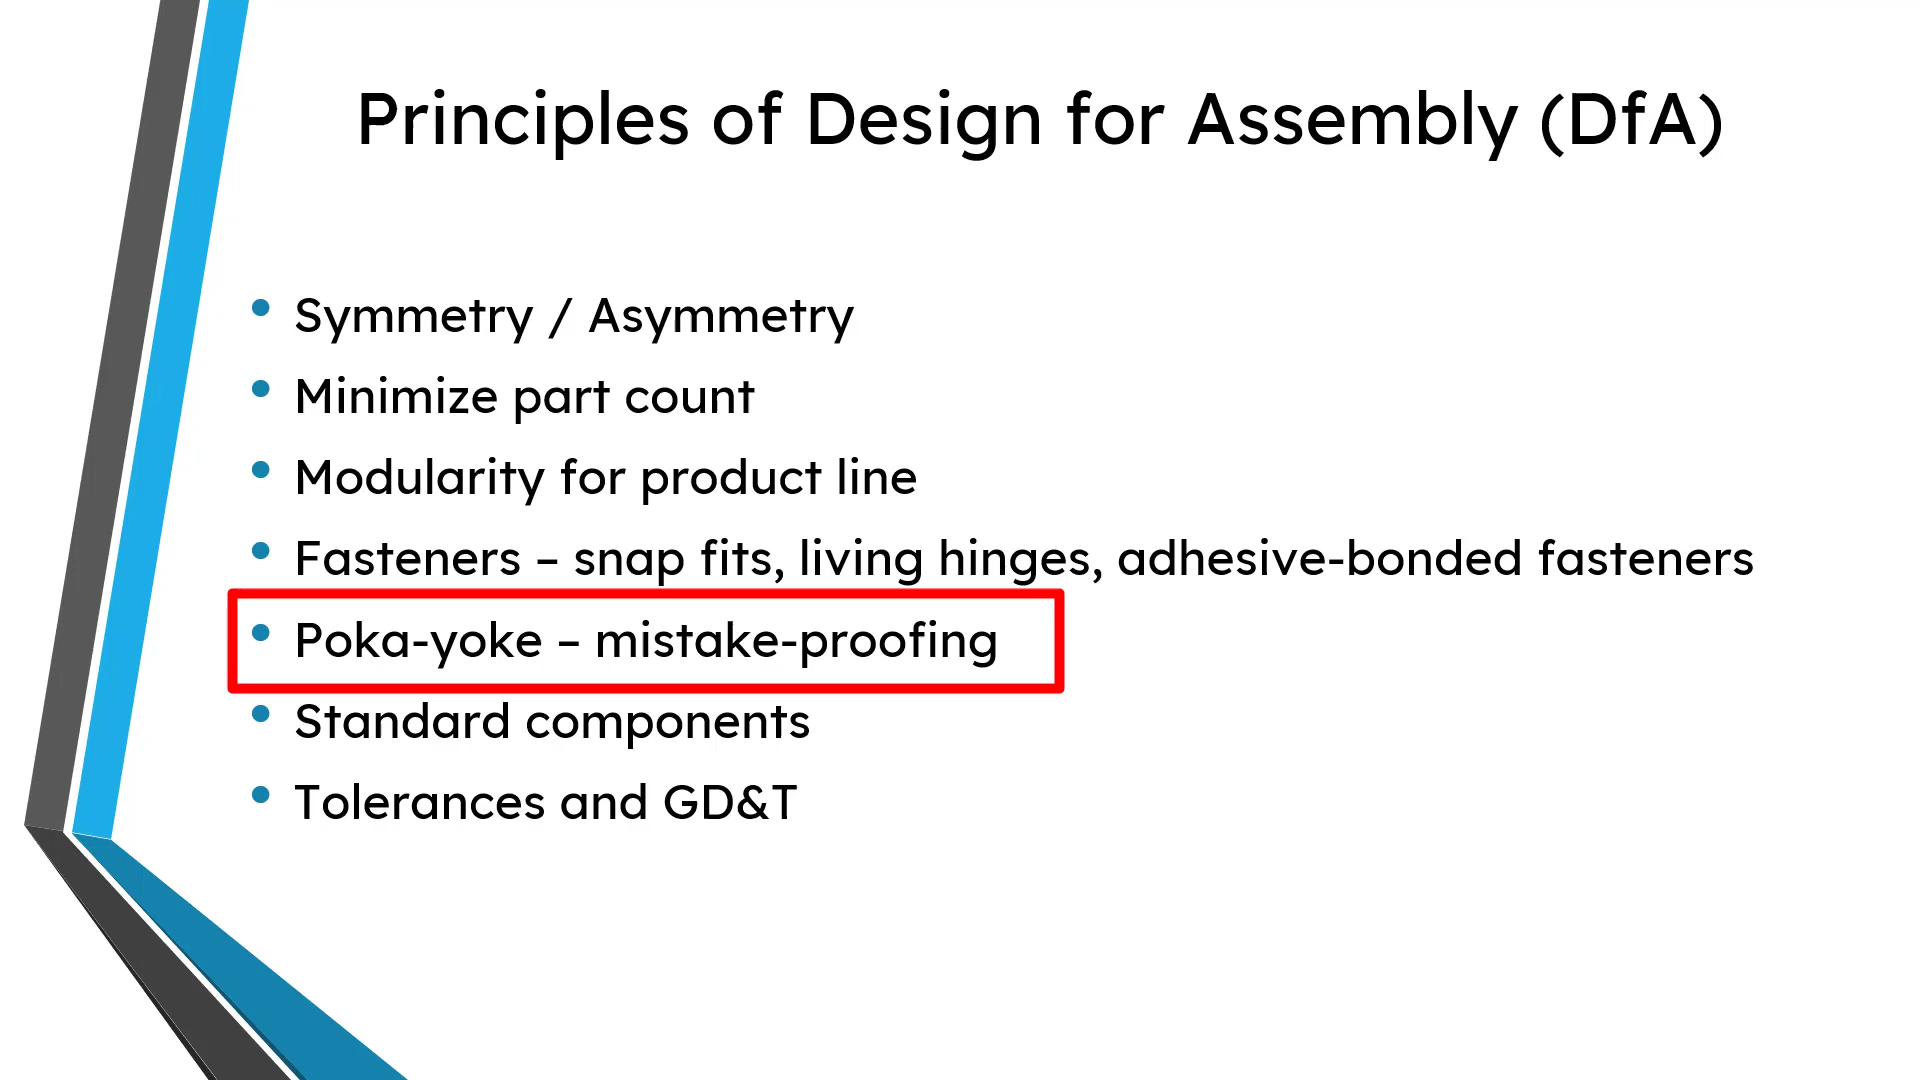 Principles of Design for Assembly (DfA)
• Symmetry / Asymmetry
• Minimize part count
• Modularity for product line
• Fasteners – snap fits, living hinges, adhesive-bonded fasteners
• Poka-yoke – mistake-proofing
• Standard components
• Tolerances and GD&T